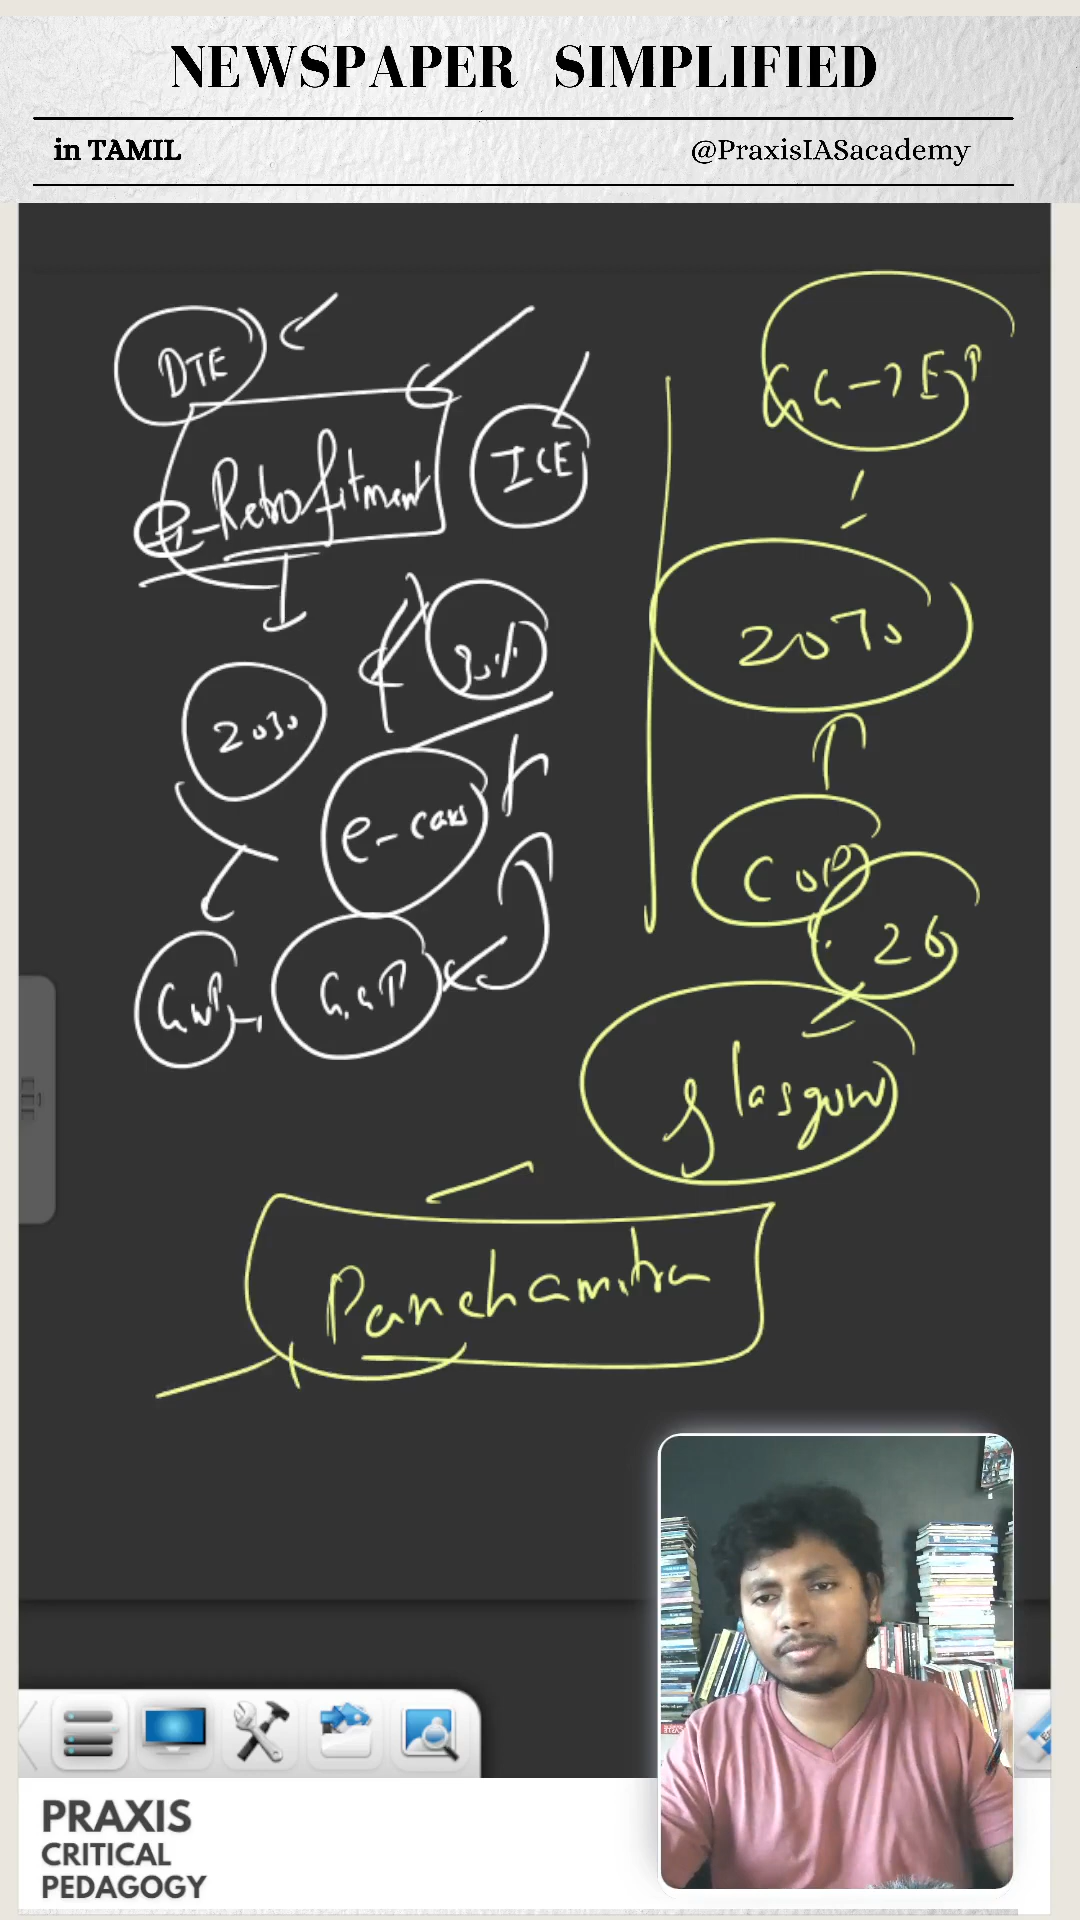 NEWSPAPER SIMPLIFIED
in TAMIL
@PraxisIASacademy
DTE
e-Retrofitment
ICE
2030
30%
e-cars
GHG → E↑
2070
COP
26
Glasgow
Panchamitra
PRAXIS
CRITICAL
PEDAGOGY